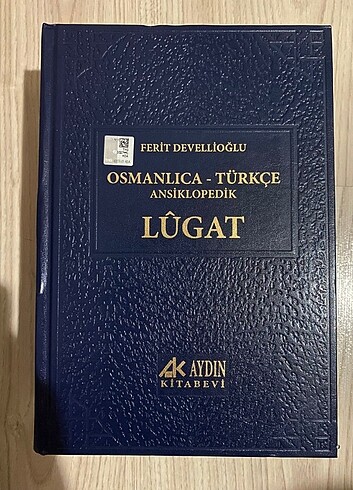 FERİT DEVELLİOĞLU
OSMANLICA - TÜRKÇE
ANSİKLOPEDİK
LÛGAT
AK AYDIN
KİTABEVİ